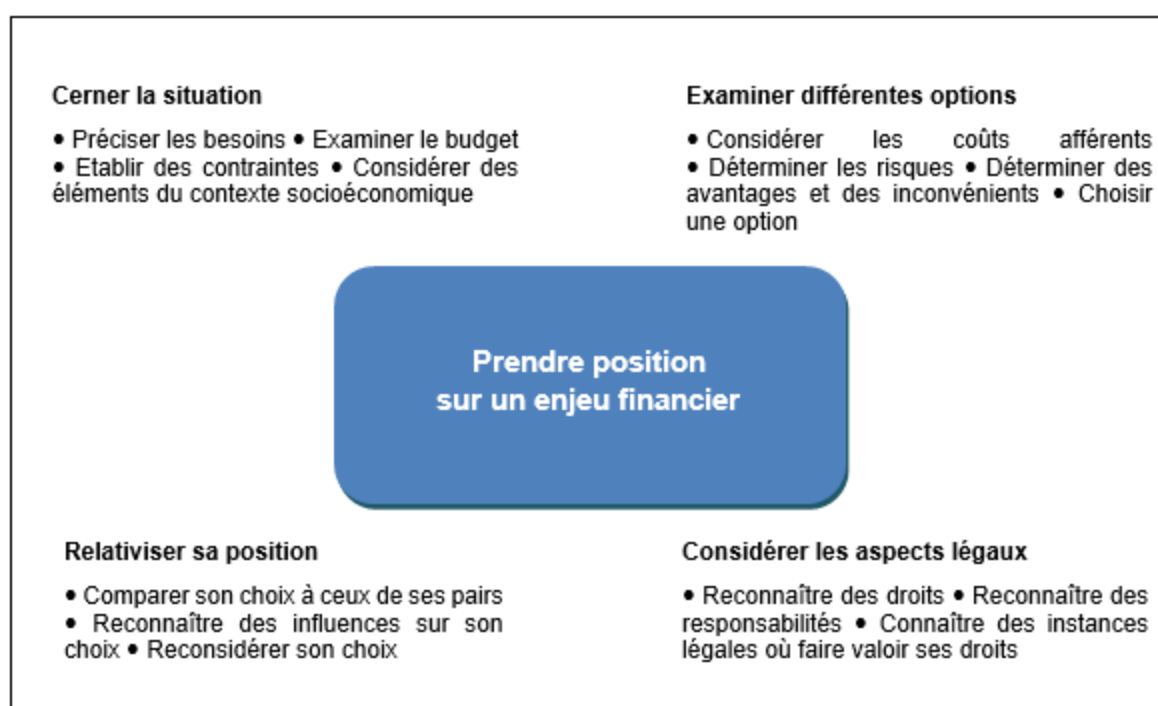 Cerner la situation
• Préciser les besoins • Examiner le budget
• Etablir des contraintes • Considérer des
éléments du contexte socioéconomique
Examiner différentes options
• Considérer les coûts afférents
• Déterminer les risques • Déterminer des
avantages et des inconvénients • Choisir
une option
Prendre position
sur un enjeu financier
Relativiser sa position
• Comparer son choix à ceux de ses pairs
• Reconnaître des influences sur son
choix • Reconsidérer son choix
Considérer les aspects légaux
• Reconnaître des droits • Reconnaître des
responsabilités • Connaître des instances
légales où faire valoir ses droits